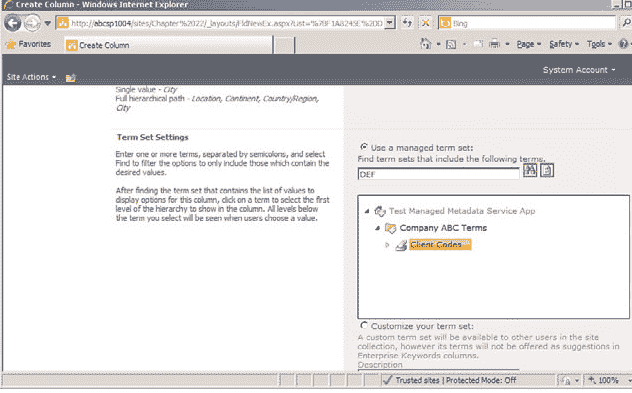 Create Column - Windows Internet Explorer
http://abcsp1004/sites/Chapter%2022/_layouts/FldNewEx.aspx?List=%7BF1A8245E%2DD
Bing
Favorites
Create Column
Page
Safety
Tools
Site Actions
System Account
Single value - City
Full hierarchical path - Location, Continent, Country/Region,
City
Term Set Settings
Enter one or more terms, separated by semicolons, and select
Find to filter the options to only include those which contain the
desired values.
After finding the term set that contains the list of values to
display options for this column, click on a term to select the first
level of the hierarchy to show in the column. All levels below
the term you select will be seen when users choose a value.
Use a managed term set:
Find term sets that include the following terms.
DEF
Test Managed Metadata Service App
Company ABC Terms
Client Codes
Customize your term set:
A custom term set will be available to other users in the site
collection, however its terms will not be offered as suggestions in
Enterprise Keywords columns.
Description
Trusted sites | Protected Mode: Off
100%